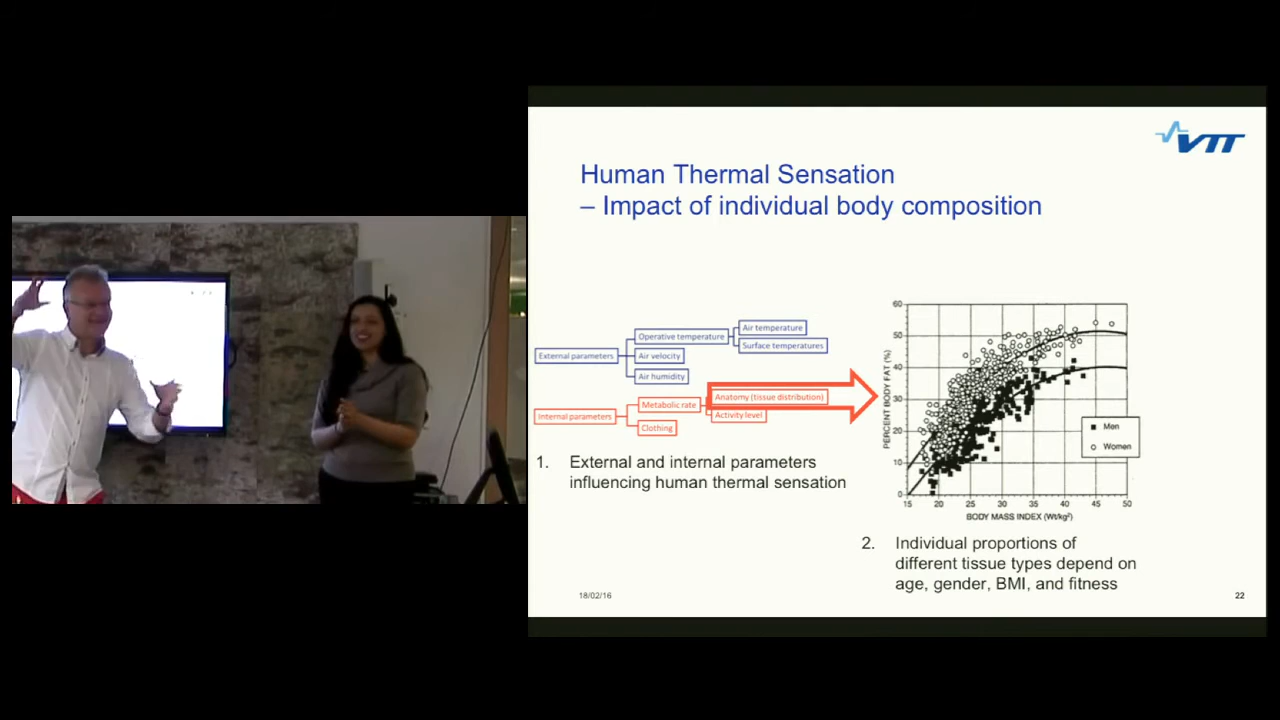 VTT
Human Thermal Sensation
– Impact of individual body composition
External parameters
Operative temperature
Air temperature
Surface temperatures
Air velocity
Air humidity
Internal parameters
Metabolic rate
Anatomy (tissue distribution)
Activity level
Clothing
1. External and internal parameters
influencing human thermal sensation
PERCENT BODY FAT (%)
60
50
40
30
20
10
0
15 20 25 30 35 40 45 50
BODY MASS INDEX (Wt/kg²)
Men
Women
2. Individual proportions of
different tissue types depend on
age, gender, BMI, and fitness
18/02/16
22